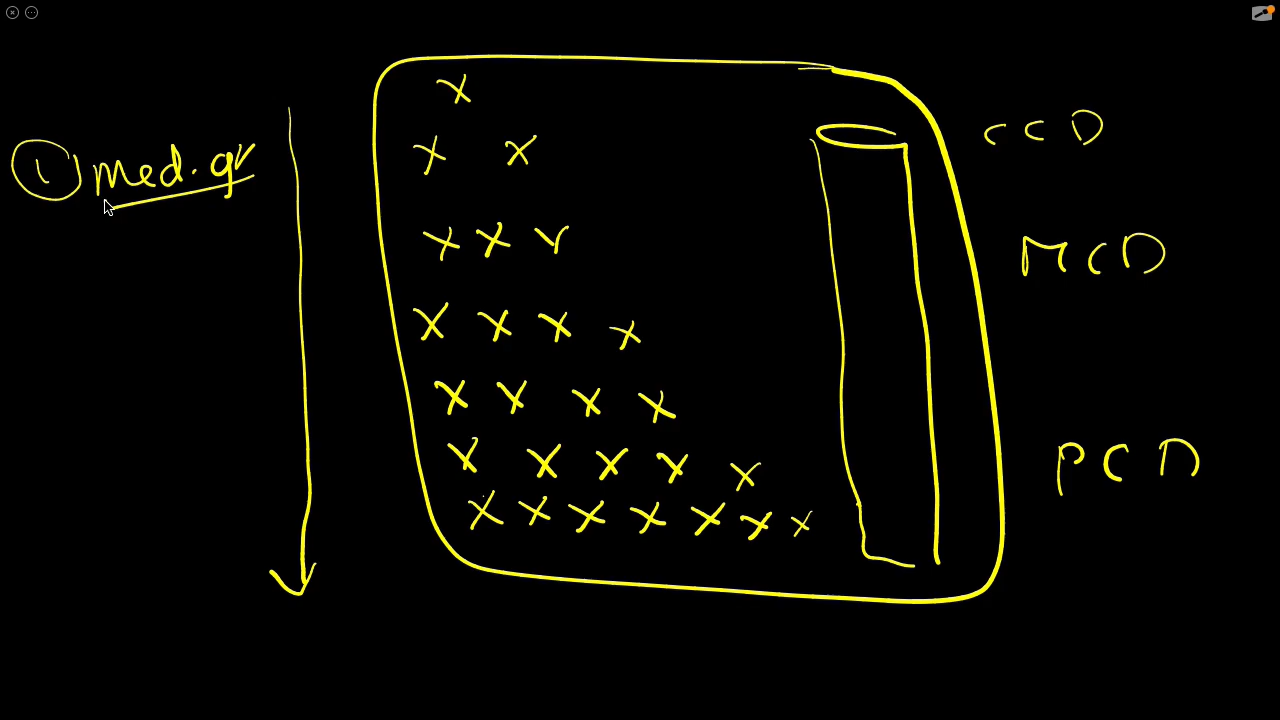 ① med. gr
CCD
MCD
PCD
X
X X
X X X
X X X X
X X X X
X X X X X
X X X X X X X